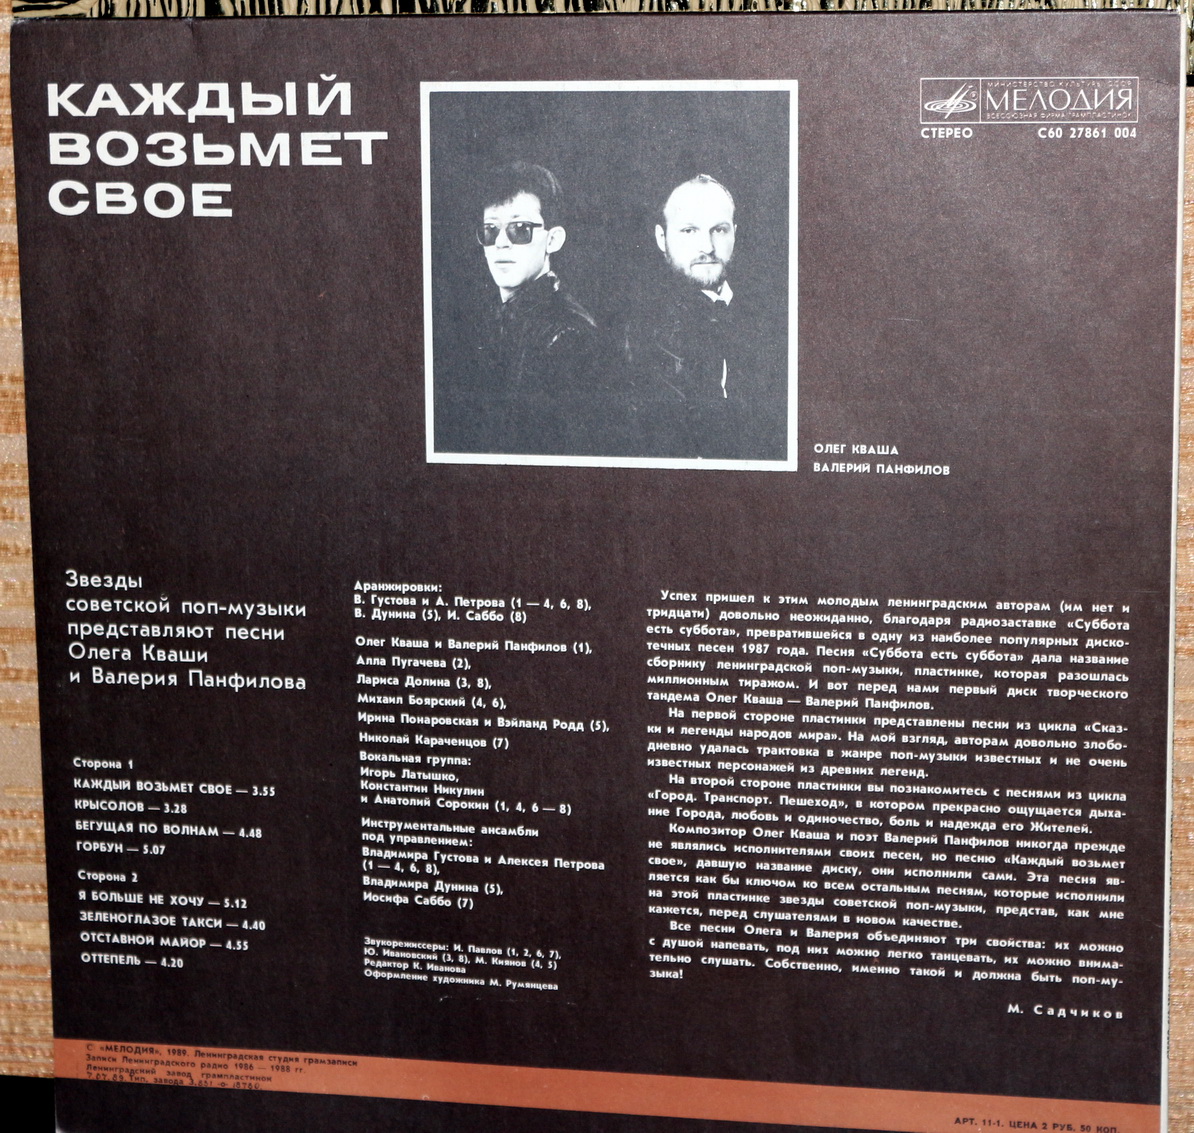 КАЖДЫЙ
ВОЗЬМЕТ
СВОЕ
МИНИСТЕРСТВО КУЛЬТУРЫ СССР
МЕЛОДИЯ
ВСЕСОЮЗНАЯ ФИРМА ГРАМПЛАСТИНОК
СТЕРЕО С60 27861 004
ОЛЕГ КВАША
ВАЛЕРИЙ ПАНФИЛОВ
Звезды
советской поп-музыки
представляют песни
Олега Кваши
и Валерия Панфилова
Сторона 1
КАЖДЫЙ ВОЗЬМЕТ СВОЕ — 3.55
КРЫСОЛОВ — 3.28
БЕГУЩАЯ ПО ВОЛНАМ — 4.48
ГОРБУН — 5.07
Сторона 2
Я БОЛЬШЕ НЕ ХОЧУ — 5.12
ЗЕЛЕНОГЛАЗОЕ ТАКСИ — 4.40
ОТСТАВНОЙ МАЙОР — 4.55
ОТТЕПЕЛЬ — 4.20
Аранжировки:
В. Густова и А. Петрова (1 — 4, 6, 8),
В. Дунина (5), И. Саббо (8)
Олег Кваша и Валерий Панфилов (1),
Алла Пугачева (2),
Лариса Долина (3, 8),
Михаил Боярский (4, 6),
Ирина Понаровская и Вэйланд Родд (5),
Николай Караченцов (7)
Вокальная группа:
Игорь Латышко,
Константин Никулин
и Анатолий Сорокин (1, 4, 6 — 8)
Инструментальные ансамбли
под управлением:
Владимира Густова и Алексея Петрова
(1 — 4, 6, 8),
Владимира Дунина (5),
Иосифа Саббо (7)
Звукорежиссеры: И. Павлов (1, 2, 6, 7),
Ю. Ивановский (3, 8), М. Киянов (4, 5)
Редактор К. Иванова
Оформление художника М. Румянцева
Успех пришел к этим молодым ленинградским авторам (им нет и
тридцати) довольно неожиданно, благодаря радиозаставке «Суббота
есть суббота», превратившейся в одну из наиболее популярных диско-
течных песен 1987 года. Песня «Суббота есть суббота» дала название
сборнику ленинградской поп-музыки, пластинке, которая разошлась
миллионным тиражом. И вот перед нами первый диск творческого
тандема Олег Кваша — Валерий Панфилов.
На первой стороне пластинки представлены песни из цикла «Сказ-
ки и легенды народов мира». На мой взгляд, авторам довольно злобо-
дневно удалась трактовка в жанре поп-музыки известных и не очень
известных персонажей из древних легенд.
На второй стороне пластинки вы познакомитесь с песнями из цикла
«Город. Транспорт. Пешеход», в котором прекрасно ощущается дыха-
ние Города, любовь и одиночество, боль и надежда его Жителей.
Композитор Олег Кваша и поэт Валерий Панфилов никогда прежде
не являлись исполнителями своих песен, но песню «Каждый возьмет
свое», давшую название диску, они исполнили сами. Эта песня яв-
ляется как бы ключом ко всем остальным песням, которые исполнили
на этой пластинке звезды советской поп-музыки, представ, как мне
кажется, перед слушателями в новом качестве.
Все песни Олега и Валерия объединяют три свойства: их можно
с душой напевать, под них можно легко танцевать, их можно внима-
тельно слушать. Собственно, именно такой и должна быть поп-му-
зыка!
М. Садчиков
© «МЕЛОДИЯ», 1989. Ленинградская студия грамзаписи
Записи Ленинградского радио 1986 — 1988 гг.
Ленинградский завод грампластинок
Тип. завода
АРТ. 11-1. ЦЕНА 2 РУБ. 50 КОП.